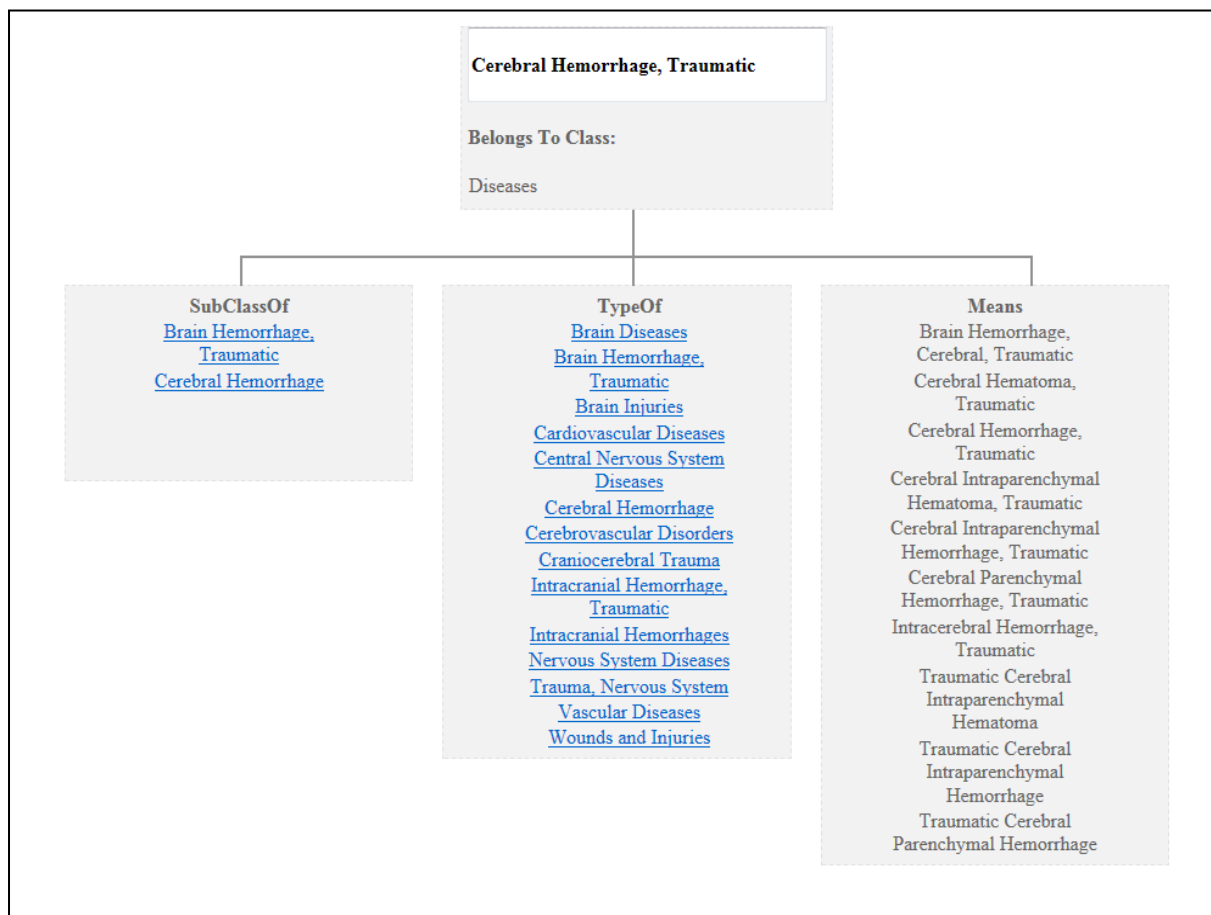 Cerebral Hemorrhage, Traumatic
Belongs To Class:
Diseases
SubClassOf
Brain Hemorrhage,
Traumatic
Cerebral Hemorrhage
TypeOf
Brain Diseases
Brain Hemorrhage,
Traumatic
Brain Injuries
Cardiovascular Diseases
Central Nervous System
Diseases
Cerebral Hemorrhage
Cerebrovascular Disorders
Craniocerebral Trauma
Intracranial Hemorrhage,
Traumatic
Intracranial Hemorrhages
Nervous System Diseases
Trauma, Nervous System
Vascular Diseases
Wounds and Injuries
Means
Brain Hemorrhage,
Cerebral, Traumatic
Cerebral Hematoma,
Traumatic
Cerebral Hemorrhage,
Traumatic
Cerebral Intraparenchymal
Hematoma, Traumatic
Cerebral Intraparenchymal
Hemorrhage, Traumatic
Cerebral Parenchymal
Hemorrhage, Traumatic
Intracerebral Hemorrhage,
Traumatic
Traumatic Cerebral
Intraparenchymal
Hematoma
Traumatic Cerebral
Intraparenchymal
Hemorrhage
Traumatic Cerebral
Parenchymal Hemorrhage